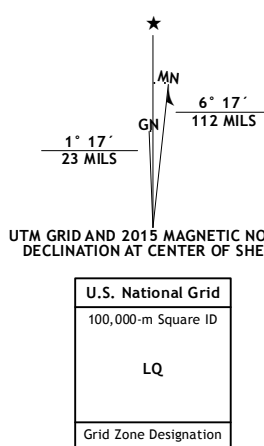 ★
MN
GN
6° 17´
112 MILS
1° 17´
23 MILS
UTM GRID AND 2015 MAGNETIC NO
DECLINATION AT CENTER OF SHE
U.S. National Grid
100,000-m Square ID
LQ
Grid Zone Designation